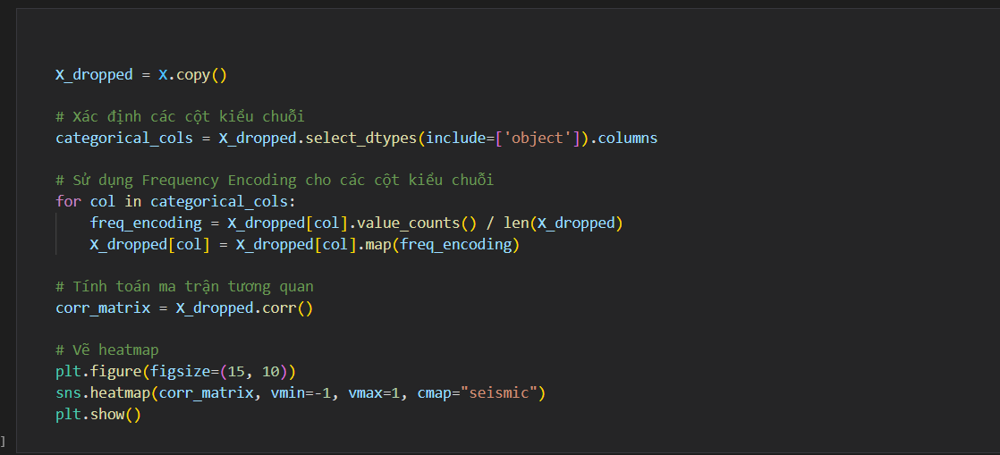 X_dropped = X.copy()
# Xác định các cột kiểu chuỗi
categorical_cols = X_dropped.select_dtypes(include=['object']).columns
# Sử dụng Frequency Encoding cho các cột kiểu chuỗi
for col in categorical_cols:
    freq_encoding = X_dropped[col].value_counts() / len(X_dropped)
    X_dropped[col] = X_dropped[col].map(freq_encoding)
# Tính toán ma trận tương quan
corr_matrix = X_dropped.corr()
# Vẽ heatmap
plt.figure(figsize=(15, 10))
sns.heatmap(corr_matrix, vmin=-1, vmax=1, cmap="seismic")
plt.show()
]